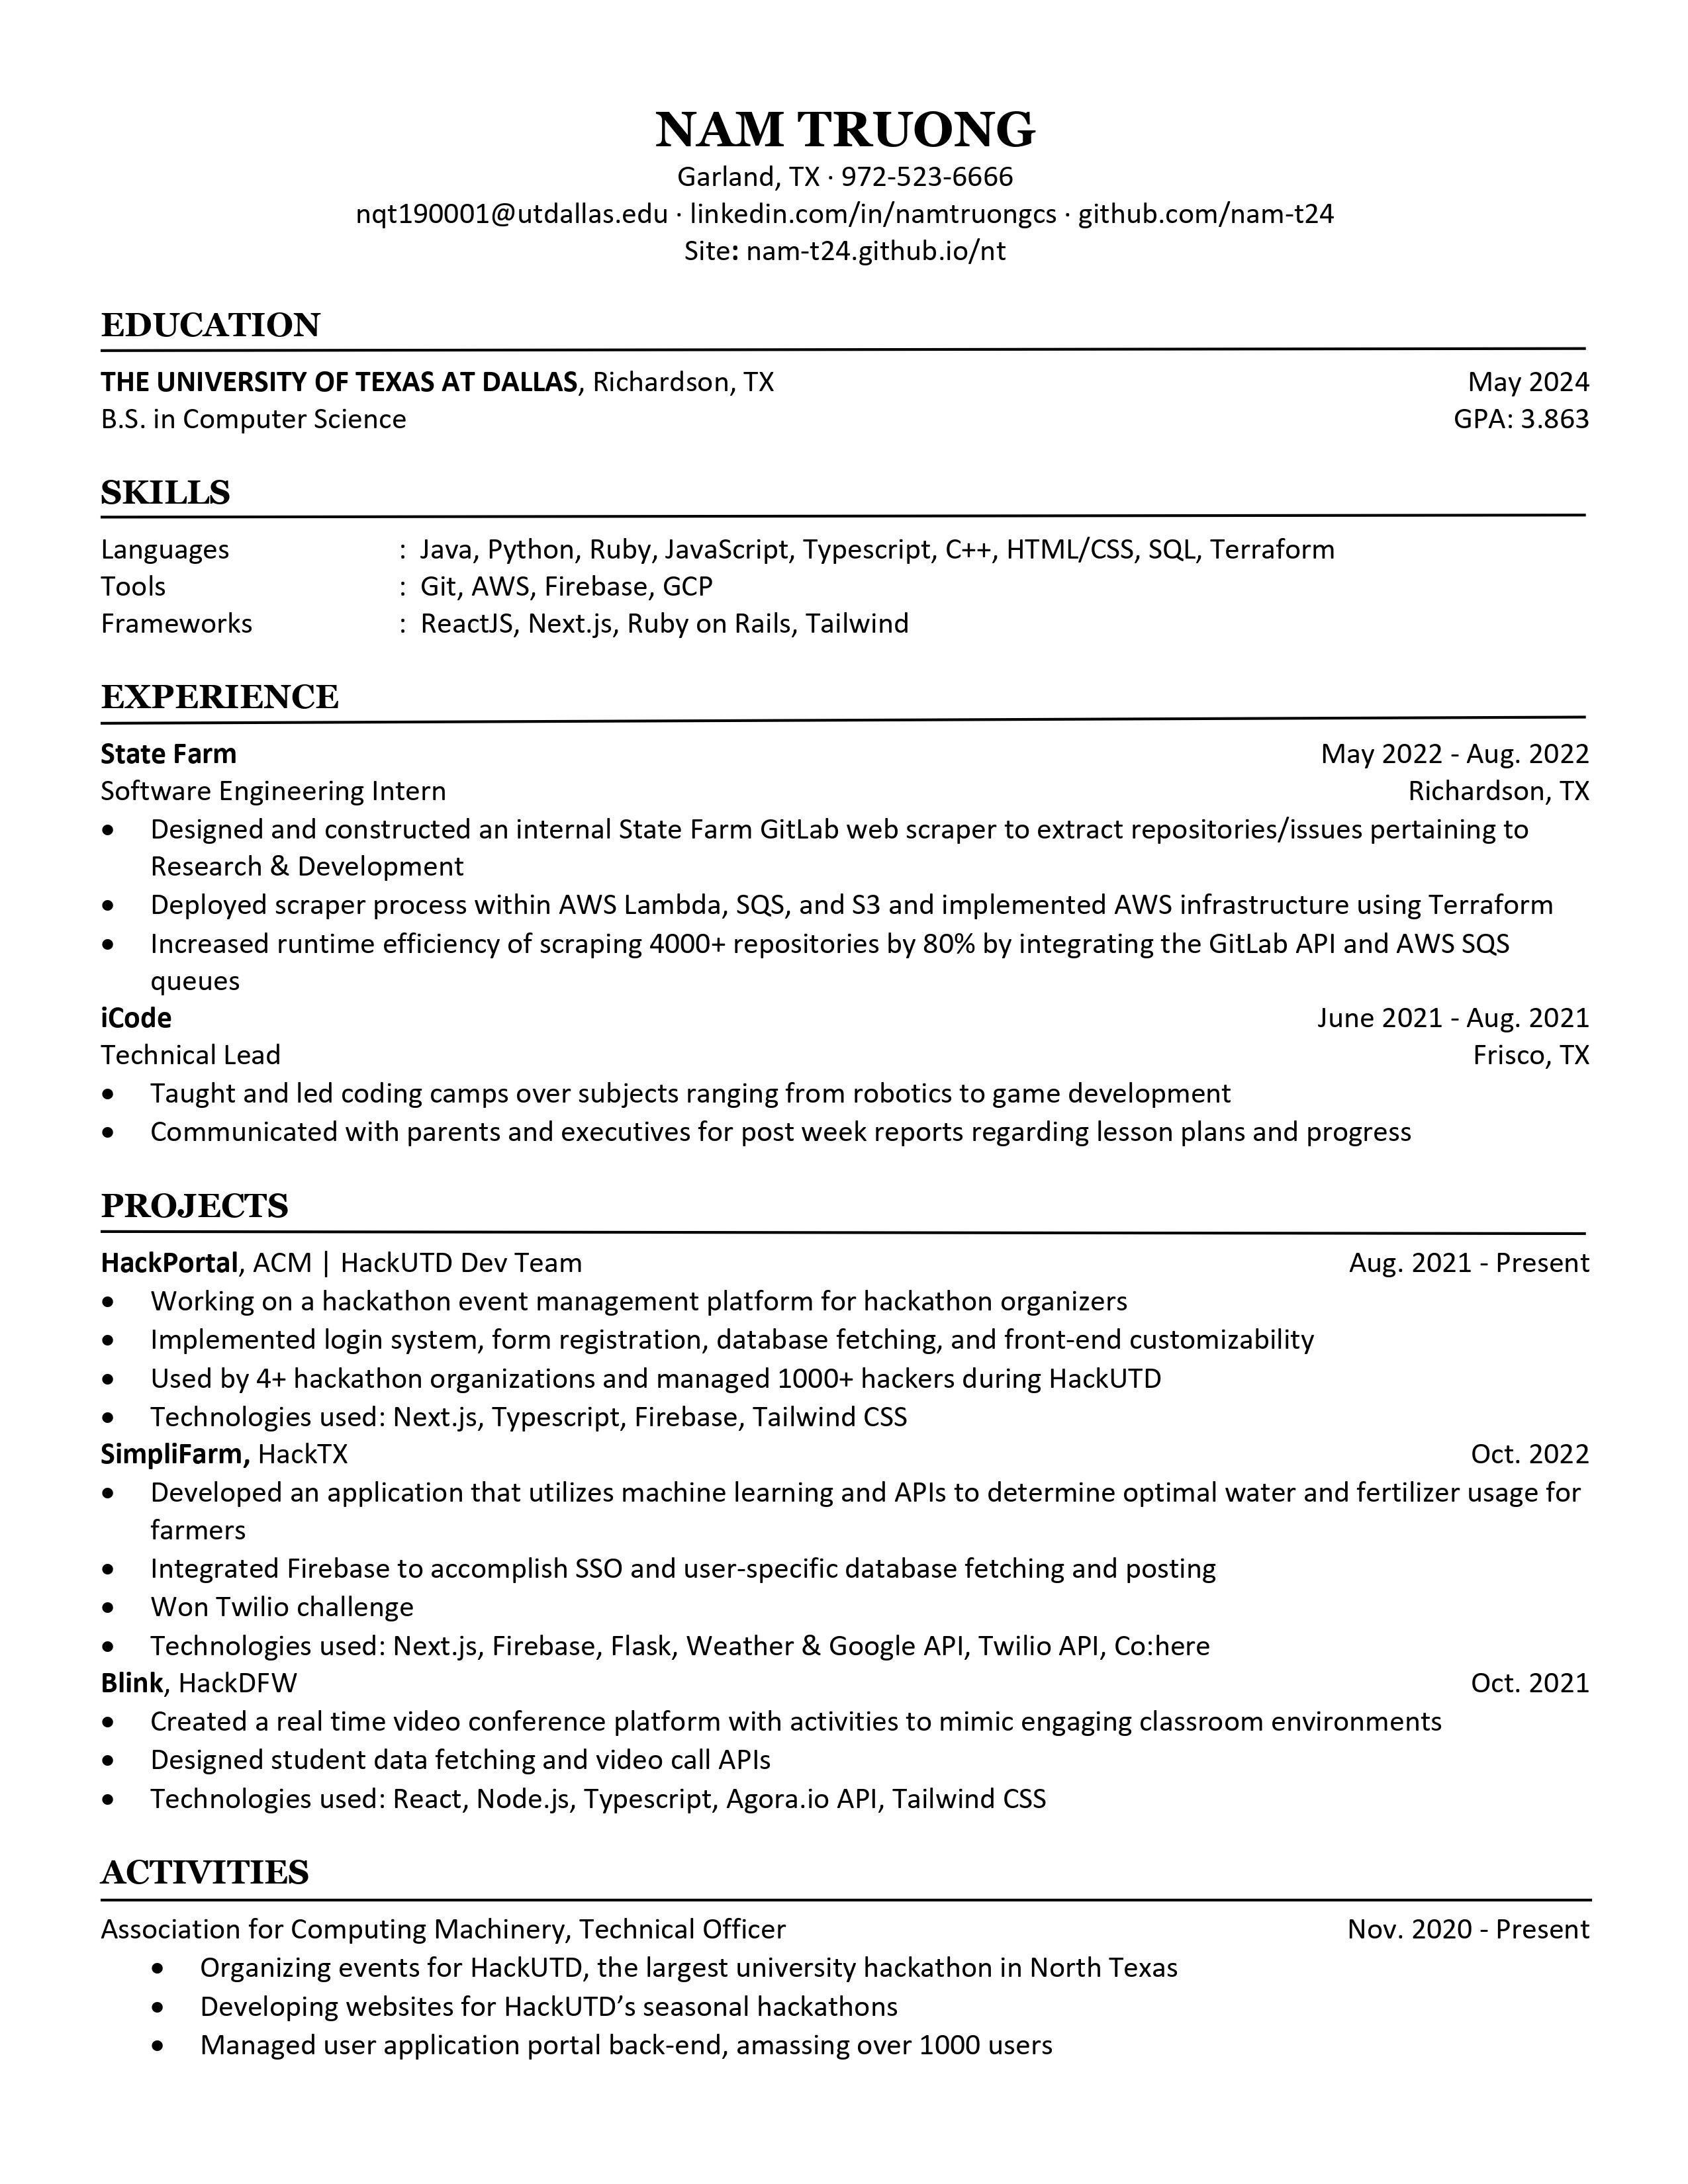 NAM TRUONG
Garland, TX · 972-523-6666
nqt190001@utdallas.edu · linkedin.com/in/namtruongcs · github.com/nam-t24
Site: nam-t24.github.io/nt
EDUCATION
THE UNIVERSITY OF TEXAS AT DALLAS, Richardson, TX May 2024
B.S. in Computer Science GPA: 3.863
SKILLS
Languages : Java, Python, Ruby, JavaScript, Typescript, C++, HTML/CSS, SQL, Terraform
Tools : Git, AWS, Firebase, GCP
Frameworks : ReactJS, Next.js, Ruby on Rails, Tailwind
EXPERIENCE
State Farm May 2022 - Aug. 2022
Software Engineering Intern Richardson, TX
• Designed and constructed an internal State Farm GitLab web scraper to extract repositories/issues pertaining to
Research & Development
• Deployed scraper process within AWS Lambda, SQS, and S3 and implemented AWS infrastructure using Terraform
• Increased runtime efficiency of scraping 4000+ repositories by 80% by integrating the GitLab API and AWS SQS
queues
iCode June 2021 - Aug. 2021
Technical Lead Frisco, TX
• Taught and led coding camps over subjects ranging from robotics to game development
• Communicated with parents and executives for post week reports regarding lesson plans and progress
PROJECTS
HackPortal, ACM | HackUTD Dev Team Aug. 2021 - Present
• Working on a hackathon event management platform for hackathon organizers
• Implemented login system, form registration, database fetching, and front-end customizability
• Used by 4+ hackathon organizations and managed 1000+ hackers during HackUTD
• Technologies used: Next.js, Typescript, Firebase, Tailwind CSS
SimpliFarm, HackTX Oct. 2022
• Developed an application that utilizes machine learning and APIs to determine optimal water and fertilizer usage for
farmers
• Integrated Firebase to accomplish SSO and user-specific database fetching and posting
• Won Twilio challenge
• Technologies used: Next.js, Firebase, Flask, Weather & Google API, Twilio API, Co:here
Blink, HackDFW Oct. 2021
• Created a real time video conference platform with activities to mimic engaging classroom environments
• Designed student data fetching and video call APIs
• Technologies used: React, Node.js, Typescript, Agora.io API, Tailwind CSS
ACTIVITIES
Association for Computing Machinery, Technical Officer Nov. 2020 - Present
• Organizing events for HackUTD, the largest university hackathon in North Texas
• Developing websites for HackUTD’s seasonal hackathons
• Managed user application portal back-end, amassing over 1000 users